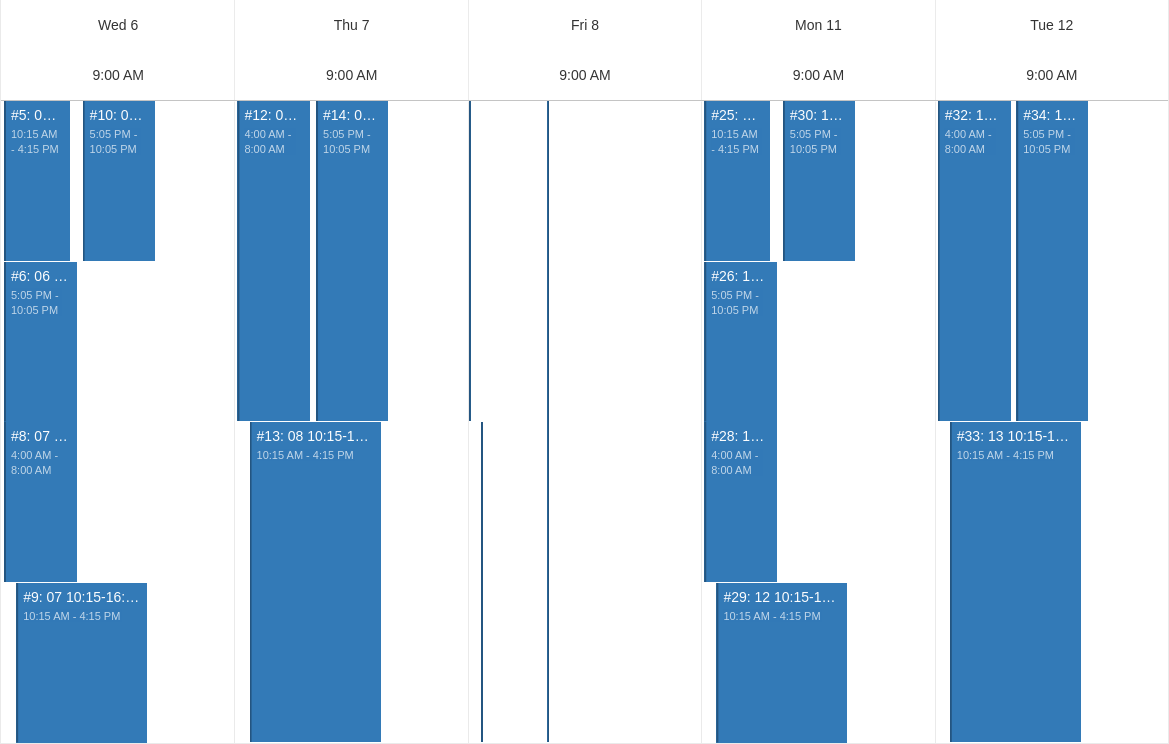 Wed 6
Thu 7
Fri 8
Mon 11
Tue 12
9:00 AM
9:00 AM
9:00 AM
9:00 AM
9:00 AM
#5: 0…
10:15 AM
- 4:15 PM
#10: 0…
5:05 PM -
10:05 PM
#6: 06 …
5:05 PM -
10:05 PM
#8: 07 …
4:00 AM -
8:00 AM
#9: 07 10:15-16:…
10:15 AM - 4:15 PM
#12: 0…
4:00 AM -
8:00 AM
#14: 0…
5:05 PM -
10:05 PM
#13: 08 10:15-1…
10:15 AM - 4:15 PM
#25: …
10:15 AM
- 4:15 PM
#30: 1…
5:05 PM -
10:05 PM
#26: 1…
5:05 PM -
10:05 PM
#28: 1…
4:00 AM -
8:00 AM
#29: 12 10:15-1…
10:15 AM - 4:15 PM
#32: 1…
4:00 AM -
8:00 AM
#34: 1…
5:05 PM -
10:05 PM
#33: 13 10:15-1…
10:15 AM - 4:15 PM